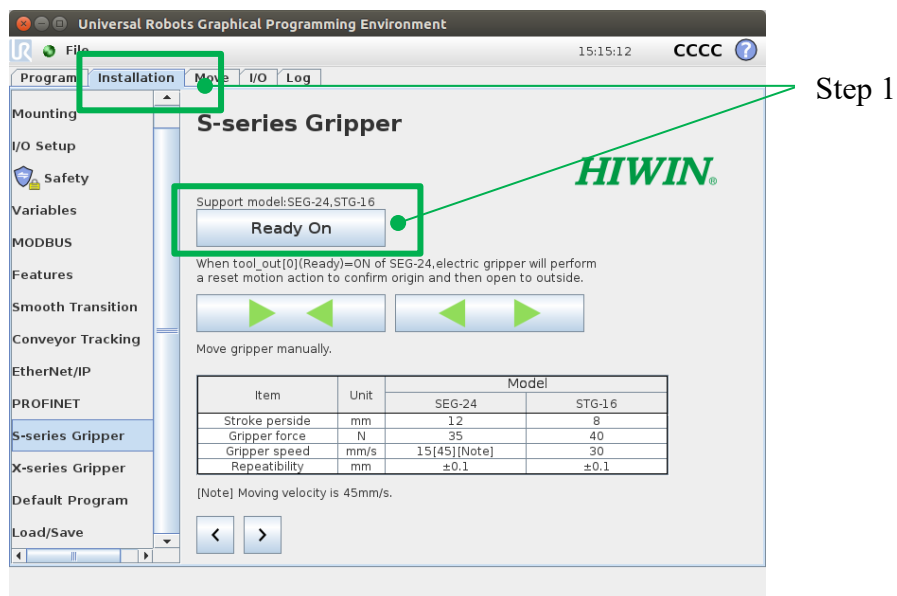 Universal Robots Graphical Programming Environment
File
15:15:12 CCCC ?
Program Installation Move I/O Log
Step 1
Mounting
I/O Setup
Safety
Variables
MODBUS
Features
Smooth Transition
Conveyor Tracking
EtherNet/IP
PROFINET
S-series Gripper
X-series Gripper
Default Program
Load/Save
S-series Gripper
HIWIN®
Support model:SEG-24,STG-16
Ready On
When tool_out[0](Ready)=ON of SEG-24,electric gripper will perform
a reset motion action to confirm origin and then open to outside.
Move gripper manually.
Item Unit Model
SEG-24 STG-16
Stroke perside mm 12 8
Gripper force N 35 40
Gripper speed mm/s 15[45][Note] 30
Repeatibility mm ±0.1 ±0.1
[Note] Moving velocity is 45mm/s.
< >